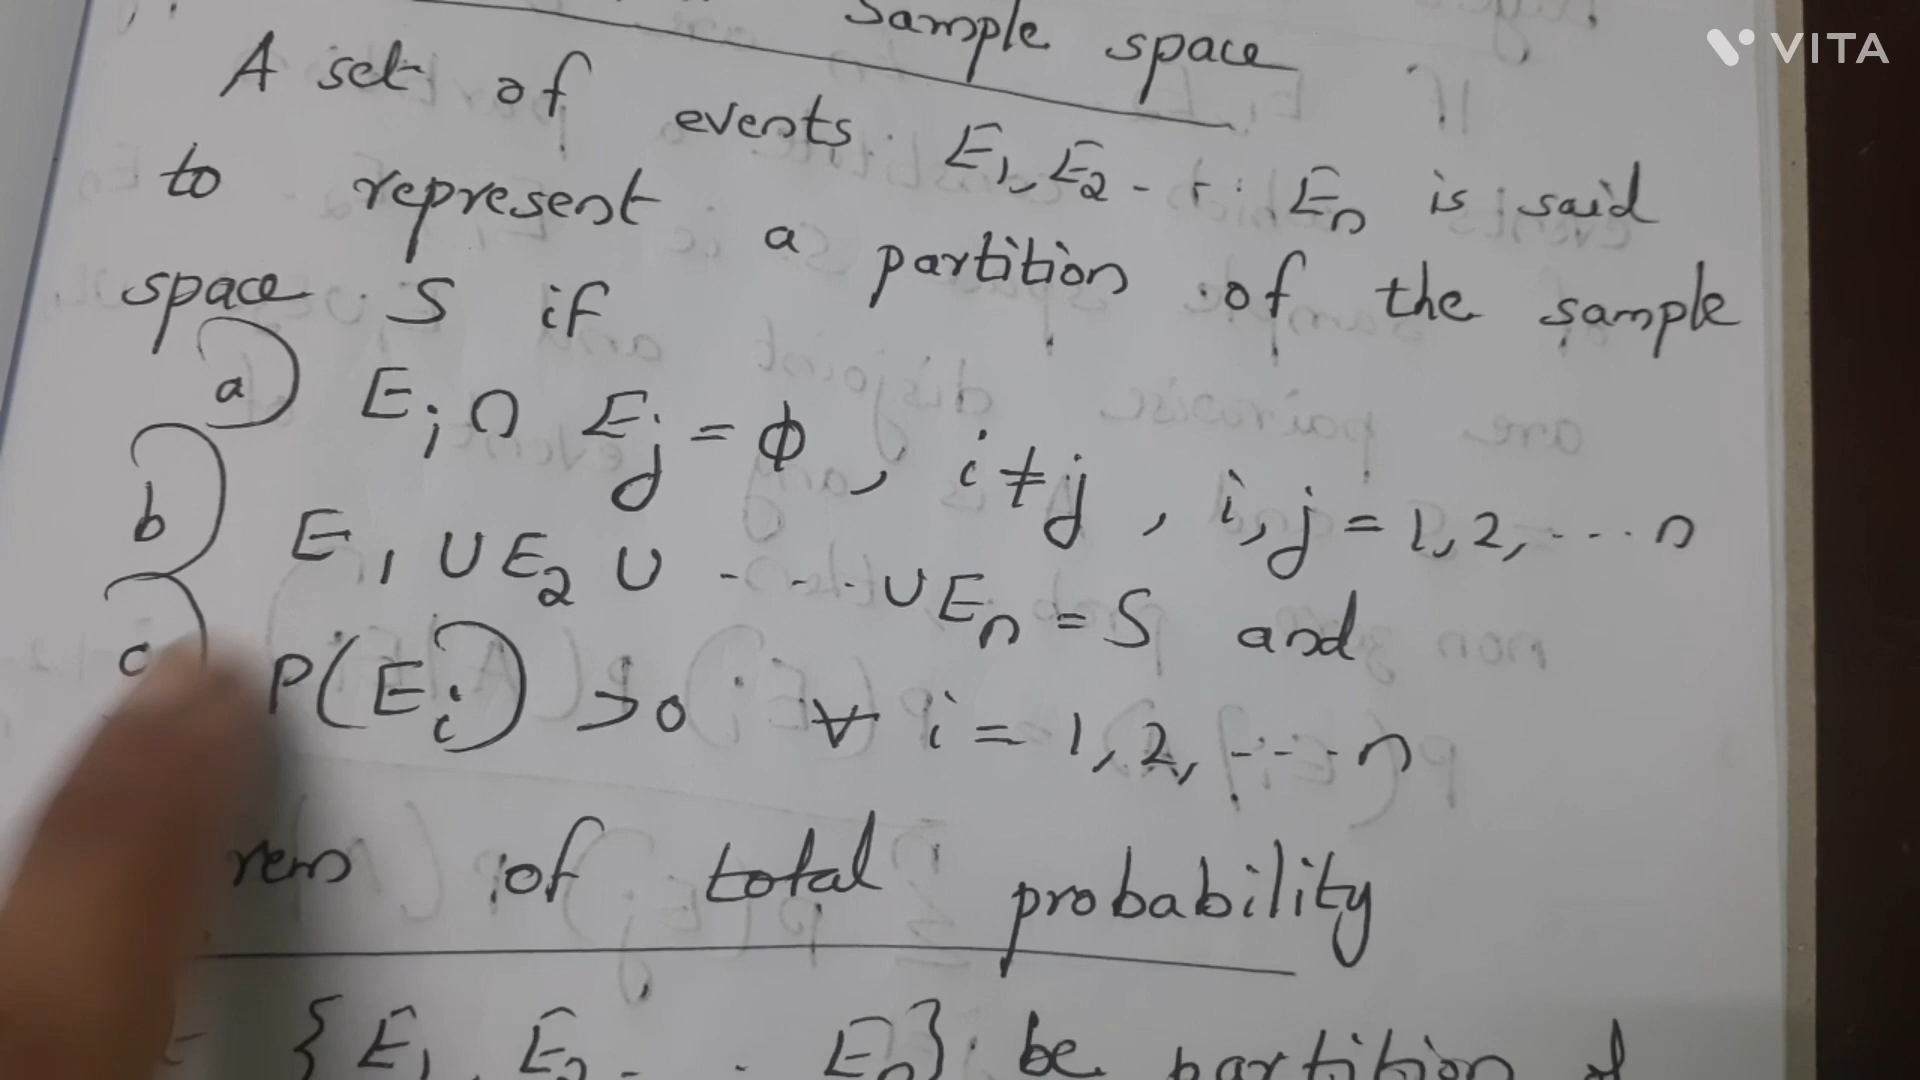 sample space
VITA
A set of events E1, E2 - . . En is said
to represent a partition of the sample
space S if
a) Ei ∩ Ej = ϕ, i ≠ j, i, j = 1, 2, ... n
b) E1 ∪ E2 ∪ - - .. ∪ En = S and
c) P(Ei) > 0 ∀ i = 1, 2, ... n
rem of total probability
{E1, E2 . . En} be partition of